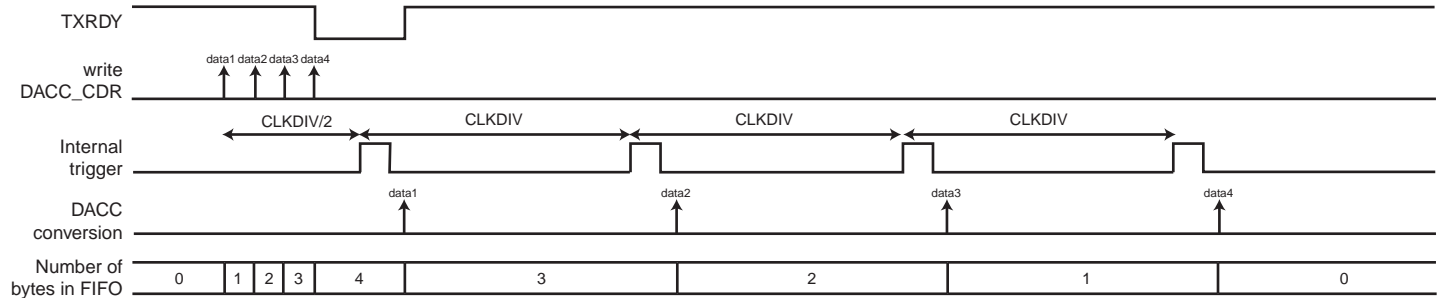 TXRDY
data1 data2 data3 data4
write
DACC_CDR
CLKDIV/2 CLKDIV CLKDIV CLKDIV
Internal
trigger
data1 data2 data3 data4
DACC
conversion
Number of
bytes in FIFO
0 1 2 3 4 3 2 1 0